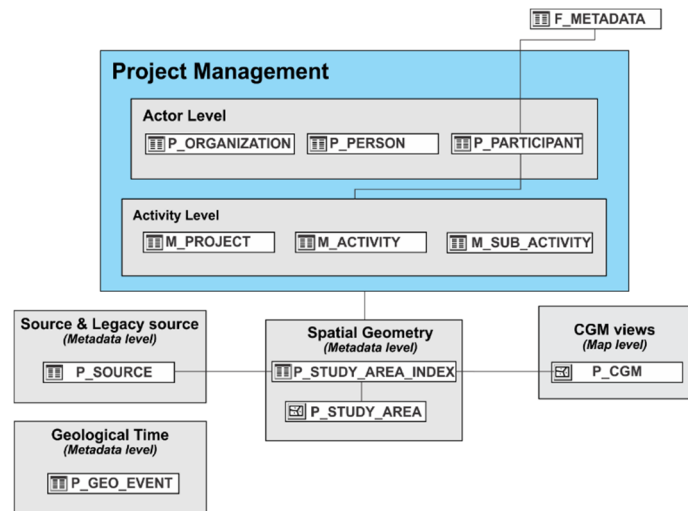 F_METADATA
Project Management
Actor Level
P_ORGANIZATION
P_PERSON
P_PARTICIPANT
Activity Level
M_PROJECT
M_ACTIVITY
M_SUB_ACTIVITY
Source & Legacy source
(Metadata level)
P_SOURCE
Spatial Geometry
(Metadata level)
P_STUDY_AREA_INDEX
P_STUDY_AREA
CGM views
(Map level)
P_CGM
Geological Time
(Metadata level)
P_GEO_EVENT